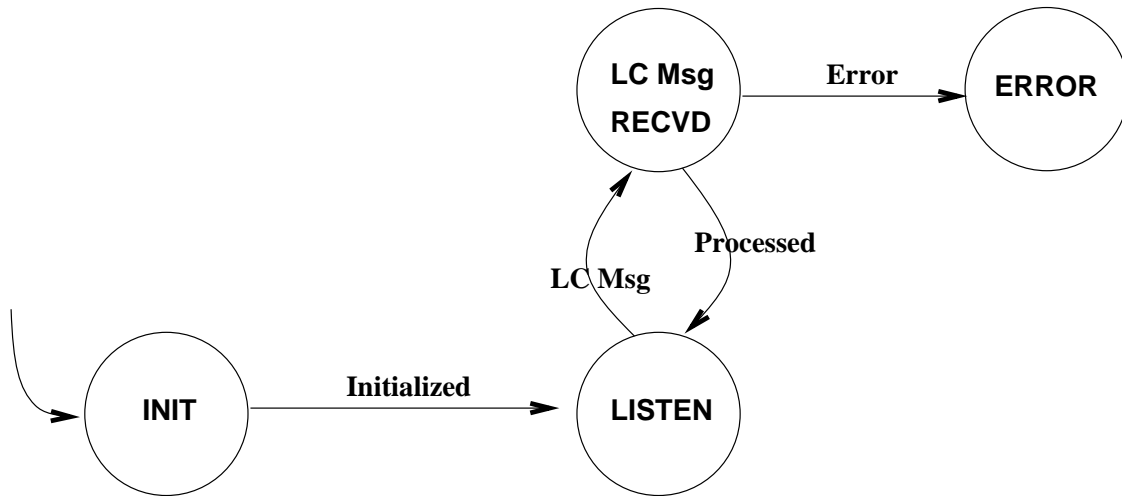 LC Msg
RECVD
Error
ERROR
Processed
LC Msg
Initialized
INIT
LISTEN